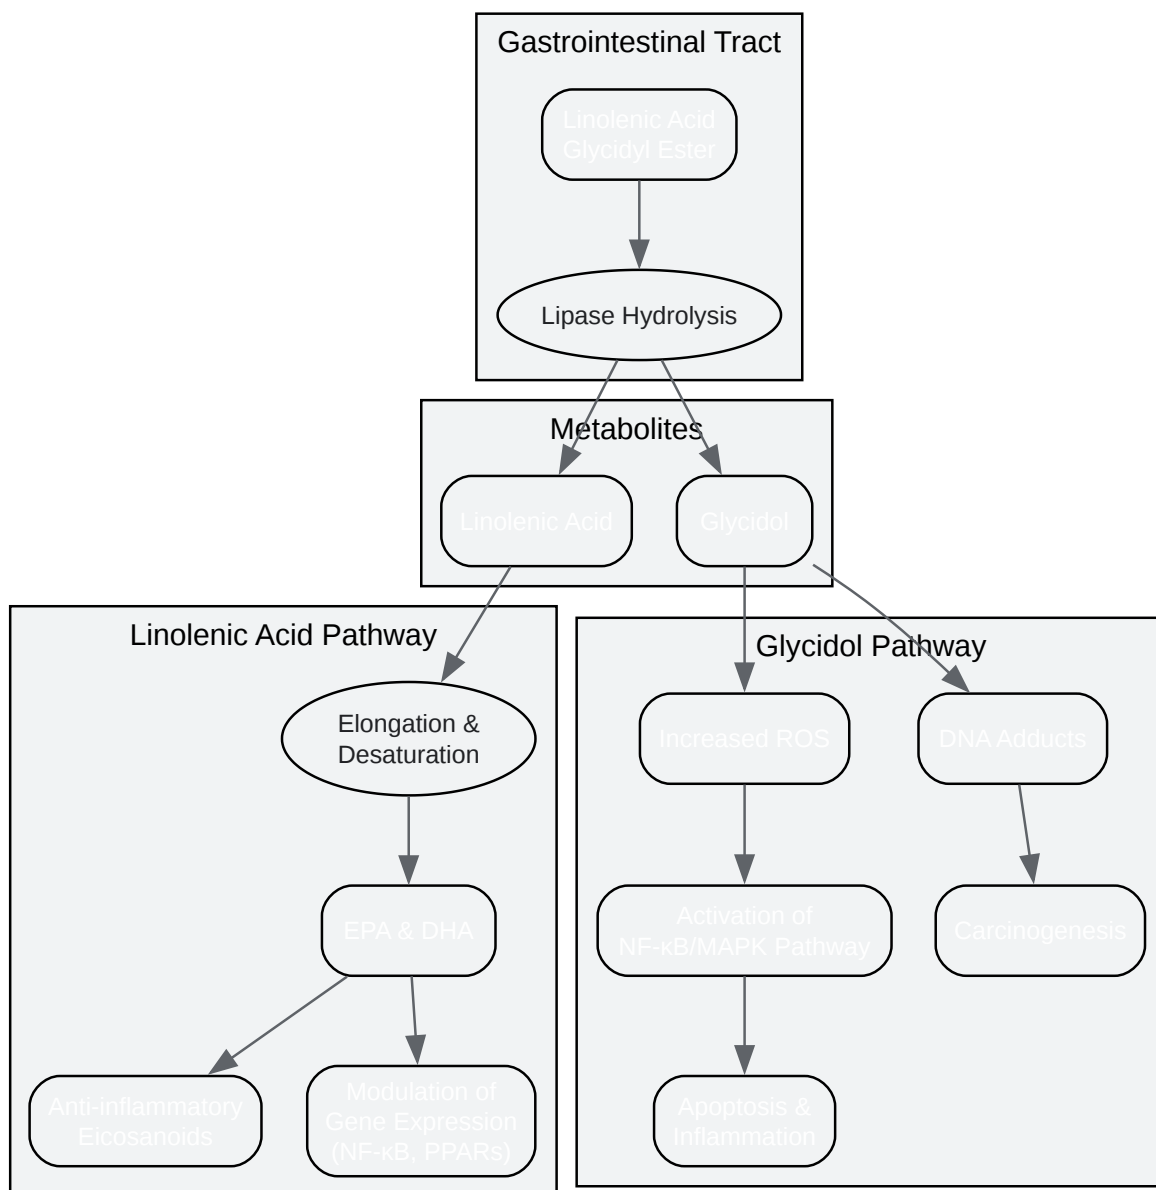 Gastrointestinal Tract
Linolenic Acid
Glycidyl Ester
Lipase Hydrolysis
Metabolites
Linolenic Acid
Glycidol
Linolenic Acid Pathway
Elongation &
Desaturation
EPA & DHA
Anti-inflammatory
Eicosanoids
Modulation of
Gene Expression
(NF-κB, PPARs)
Glycidol Pathway
Increased ROS
DNA Adducts
Activation of
NF-κB/MAPK Pathway
Carcinogenesis
Apoptosis &
Inflammation